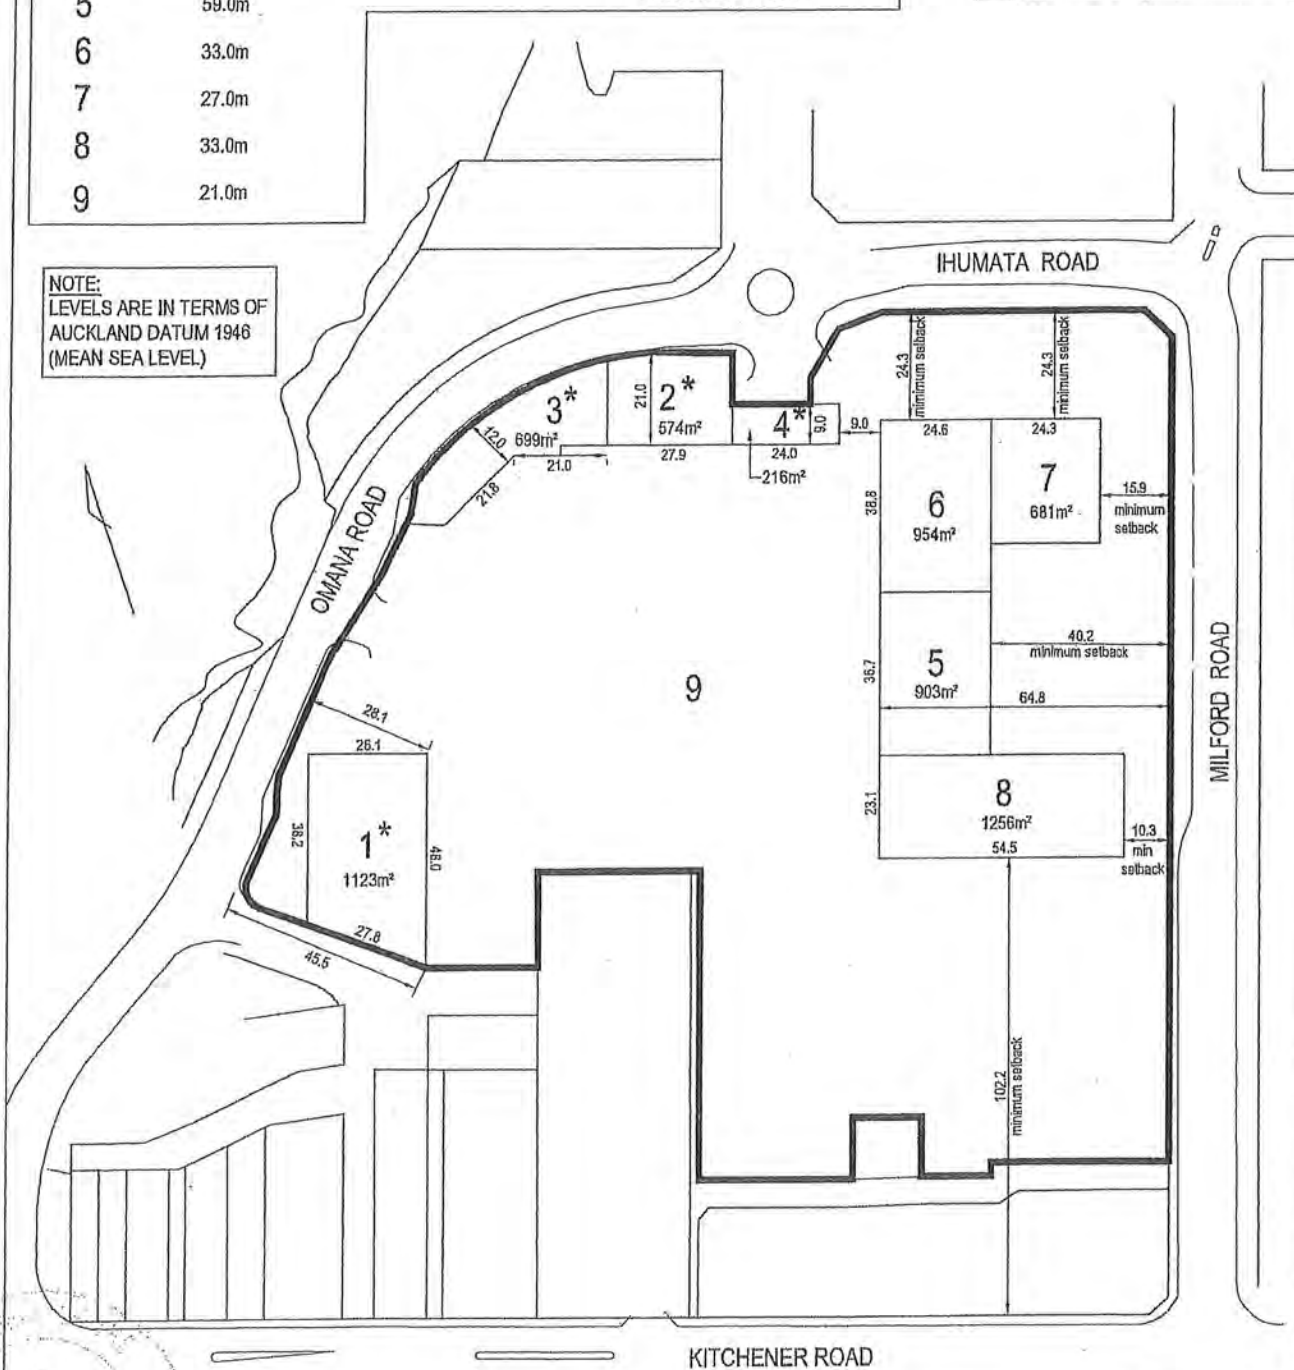 5 59.0m
6 33.0m
7 27.0m
8 33.0m
9 21.0m
NOTE:
LEVELS ARE IN TERMS OF
AUCKLAND DATUM 1946
(MEAN SEA LEVEL)
IHUMATA ROAD
OMANA ROAD
MILFORD ROAD
KITCHENER ROAD
24.3
minimum setback
24.3
minimum setback
3*
699m²
12.0
21.0
21.8
21.0
2*
574m²
27.9
4*
9.0
24.0
216m²
9.0
24.6
38.8
6
954m²
24.3
7
681m²
15.9
minimum
setback
36.7
5
903m²
40.2
minimum setback
64.8
9
28.1
26.1
38.2
1*
1123m²
48.0
27.8
45.5
23.1
8
1256m²
54.5
10.3
min
setback
102.2
minimum setback